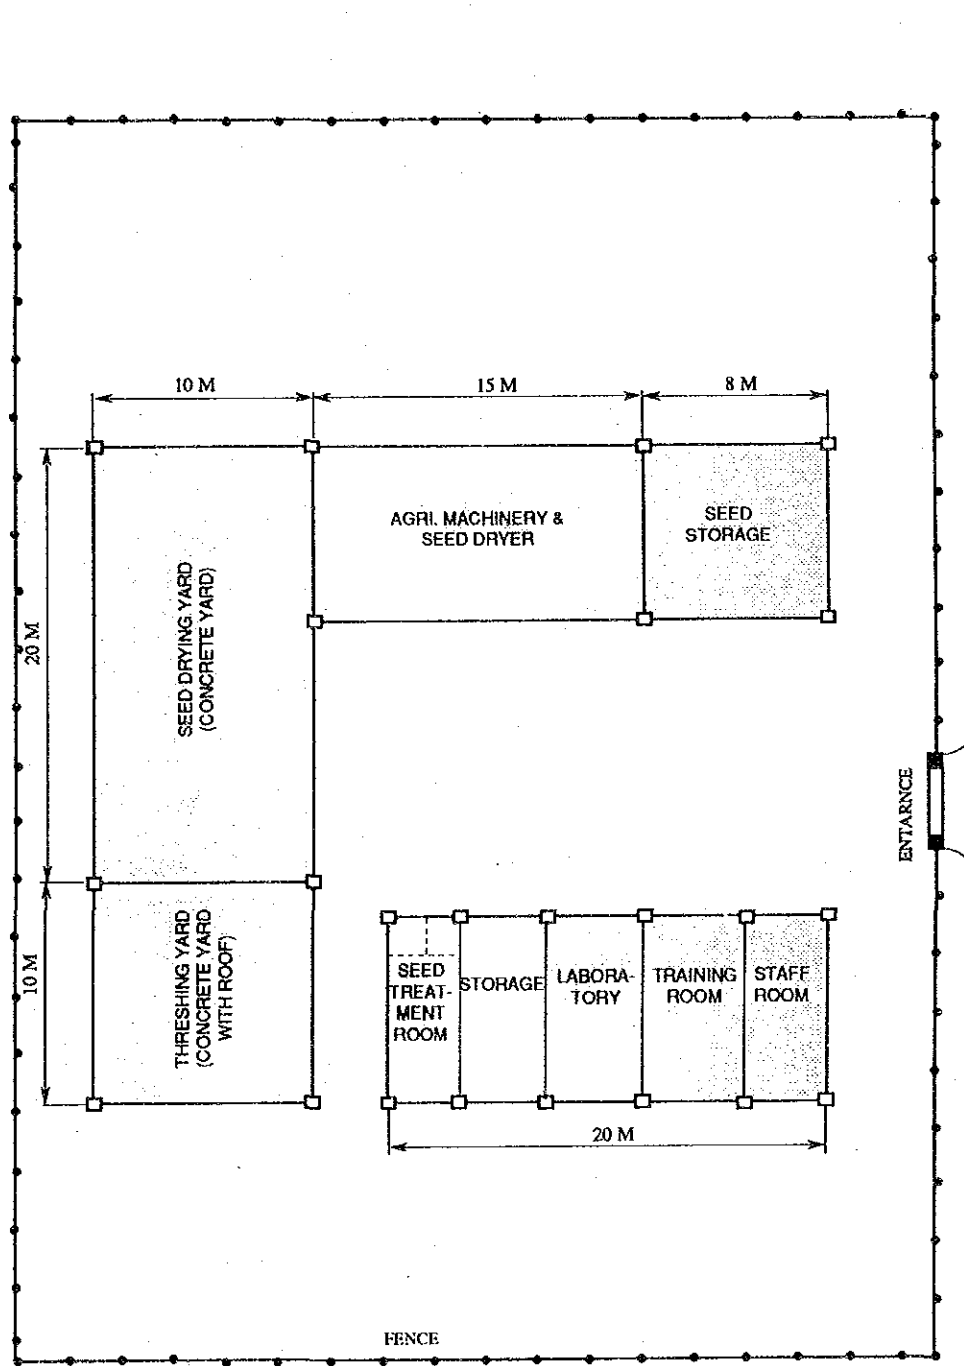 10 M
15 M
8 M
AGRI. MACHINERY &
SEED DRYER
SEED
STORAGE
20 M
SEED DRYING YARD
(CONCRETE YARD)
ENTARNCE
10 M
THRESHING YARD
(CONCRETE YARD
WITH ROOF)
SEED
TREAT-
MENT
ROOM
STORAGE
LABORA-
TORY
TRAINING
ROOM
STAFF
ROOM
20 M
FENCE